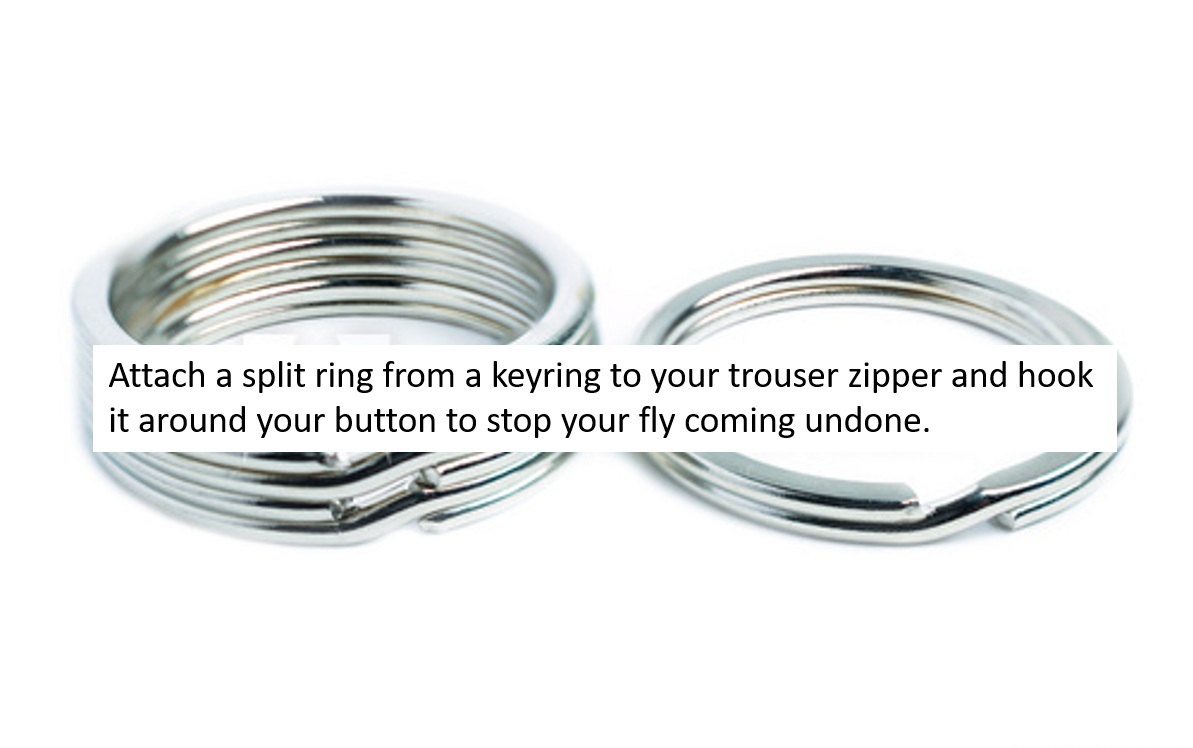 Attach a split ring from a keyring to your trouser zipper and hook
it around your button to stop your fly coming undone.